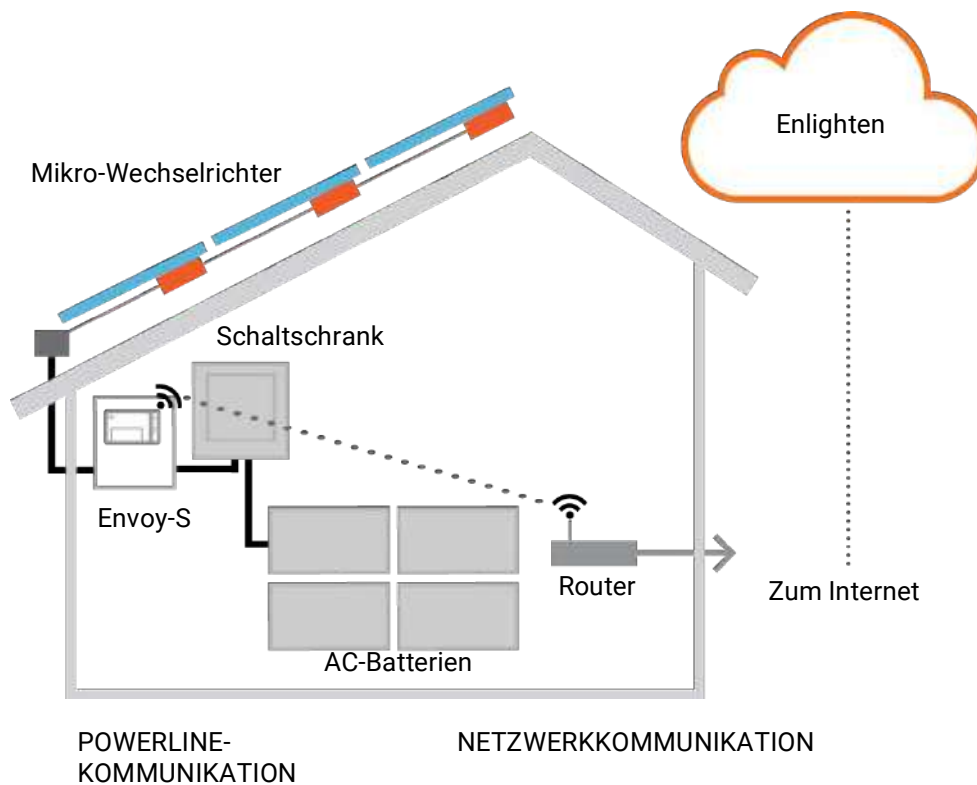 Enlighten
Mikro-Wechselrichter
Schaltschrank
Envoy-S
Router
Zum Internet
AC-Batterien
POWERLINE-
KOMMUNIKATION
NETZWERKKOMMUNIKATION